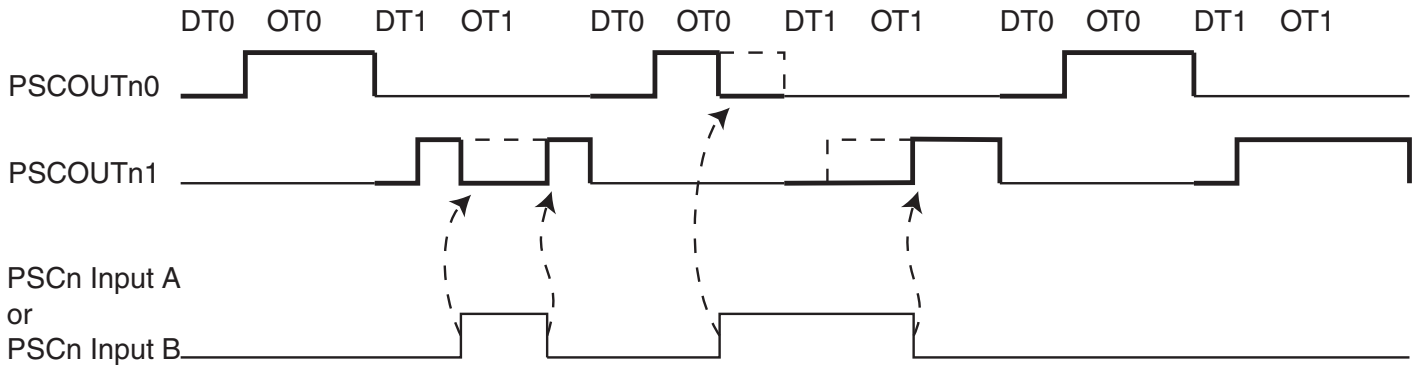 DT0 OT0 DT1 OT1 DT0 OT0 DT1 OT1 DT0 OT0 DT1 OT1
PSCOUTn0
PSCOUTn1
PSCn Input A
or
PSCn Input B